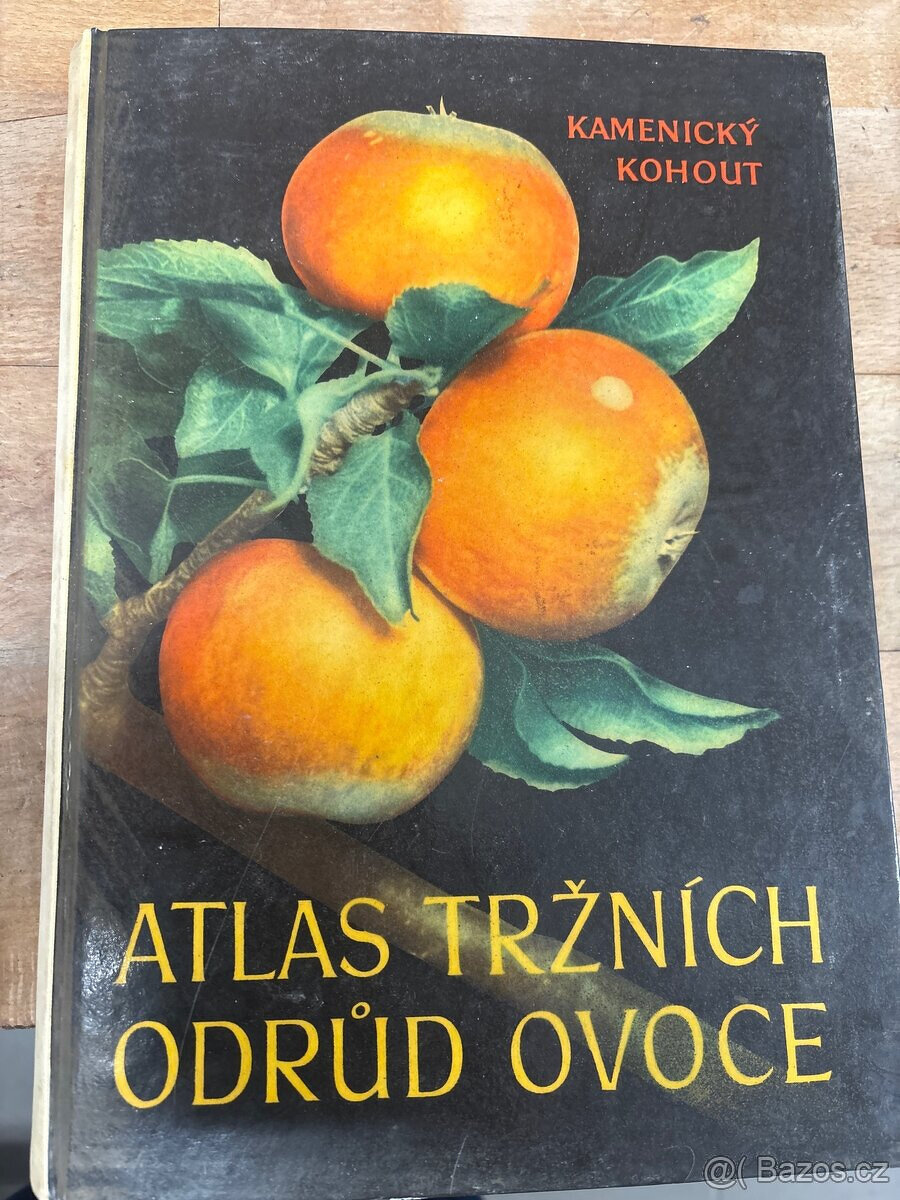 KAMENICKÝ
KOHOUT
ATLAS TRŽNÍCH
ODRŮD OVOCE
@( Bazos.cz